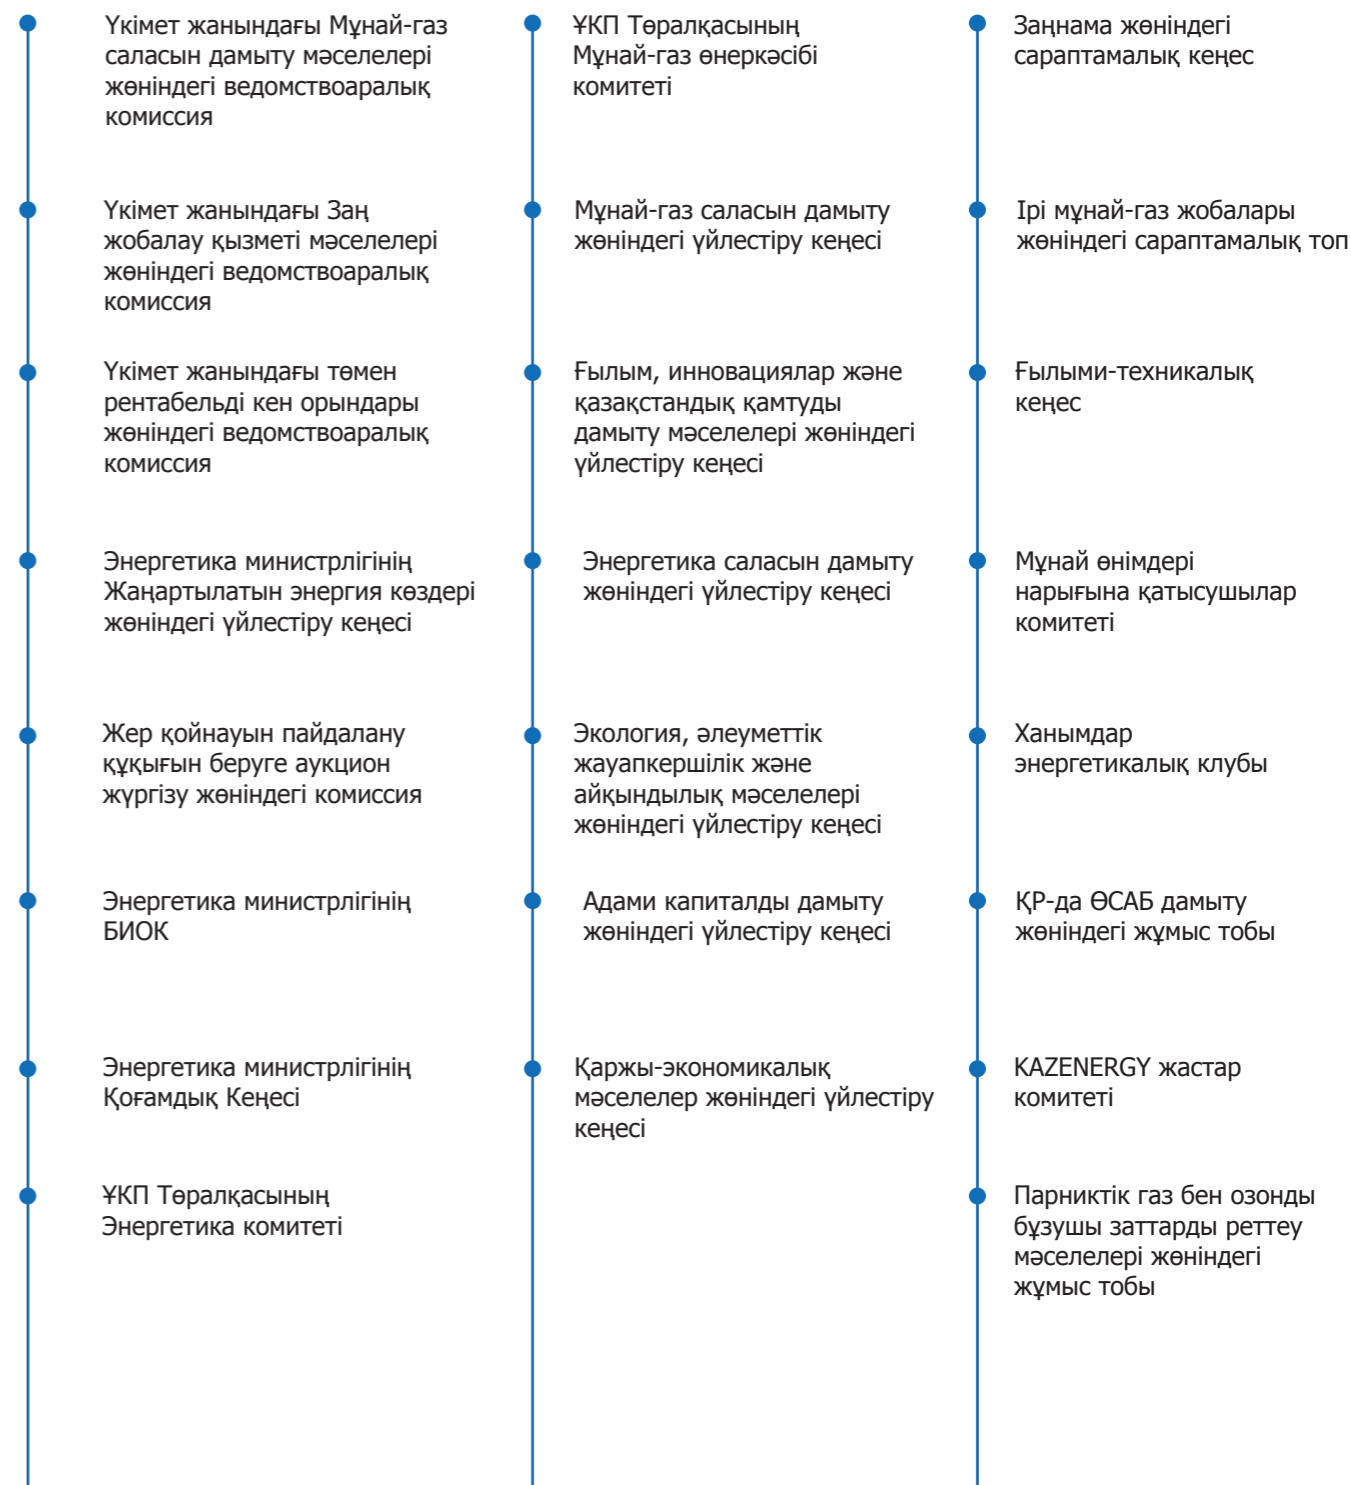 Үкімет жанындағы Мұнай-газ
саласын дамыту мәселелері
жөніндегі ведомствоаралық
комиссия
Үкімет жанындағы Заң
жобалау қызметі мәселелері
жөніндегі ведомствоаралық
комиссия
Үкімет жанындағы төмен
рентабельді кен орындары
жөніндегі ведомствоаралық
комиссия
Энергетика министрлігінің
Жаңартылатын энергия көздері
жөніндегі үйлестіру кеңесі
Жер қойнауын пайдалану
құқығын беруге аукцион
жүргізу жөніндегі комиссия
Энергетика министрлігінің
БИОК
Энергетика министрлігінің
Қоғамдық Кеңесі
ҰКП Төралқасының
Энергетика комитеті
ҰКП Төралқасының
Мұнай-газ өнеркәсібі
комитеті
Мұнай-газ саласын дамыту
жөніндегі үйлестіру кеңесі
Ғылым, инновациялар және
қазақстандық қамтуды
дамыту мәселелері жөніндегі
үйлестіру кеңесі
Энергетика саласын дамыту
жөніндегі үйлестіру кеңесі
Экология, әлеуметтік
жауапкершілік және
айқындылық мәселелері
жөніндегі үйлестіру кеңесі
Адами капиталды дамыту
жөніндегі үйлестіру кеңесі
Қаржы-экономикалық
мәселелер жөніндегі үйлестіру
кеңесі
Заңнама жөніндегі
сараптамалық кеңес
Ірі мұнай-газ жобалары
жөніндегі сараптамалық топ
Ғылыми-техникалық
кеңес
Мұнай өнімдері
нарығына қатысушылар
комитеті
Ханымдар
энергетикалық клубы
ҚР-да ӨСАБ дамыту
жөніндегі жұмыс тобы
KAZENERGY жастар
комитеті
Парниктік газ бен озонды
бұзушы заттарды реттеу
мәселелері жөніндегі
жұмыс тобы